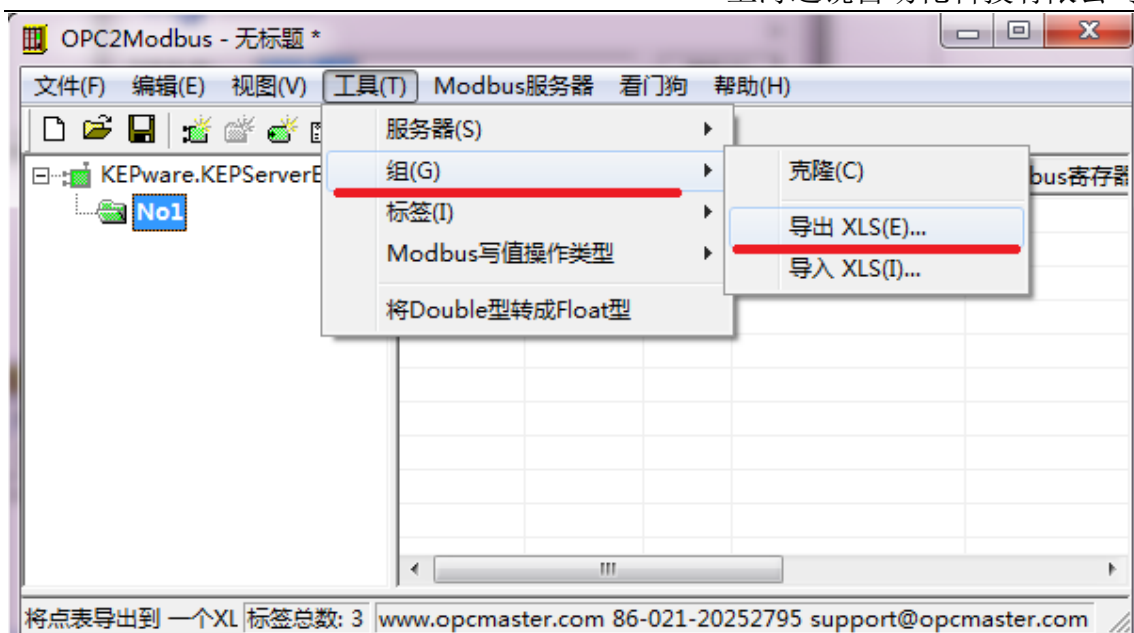 OPC2Modbus - 无标题 *
文件(F) 编辑(E) 视图(V) 工具(T) Modbus服务器 看门狗 帮助(H)
服务器(S)
组(G)
标签(I)
Modbus写值操作类型
将Double型转成Float型
克隆(C)
导出 XLS(E)...
导入 XLS(I)...
KEPware.KEPServerE
No1
bus寄存器
将点表导出到 一个XL 标签总数: 3 www.opcmaster.com 86-021-20252795 support@opcmaster.com